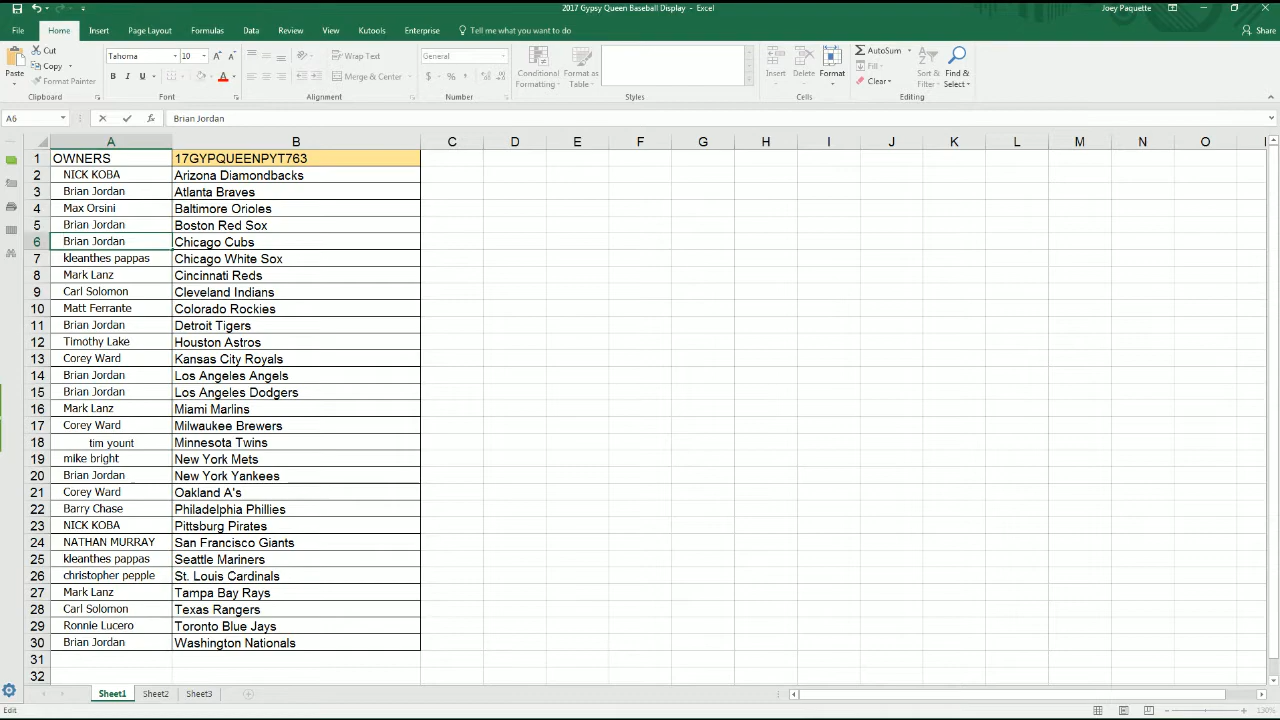 2017 Gypsy Queen Baseball Display - Excel
Joey Paquette
File Home Insert Page Layout Formulas Data Review View Kutools Enterprise Tell me what you want to do Share
Paste
Cut
Copy
Format Painter
Clipboard
Tahoma 10
B I U A
Font
Wrap Text
Merge & Center
Alignment
General
$ % ,
Number
Conditional Formatting
Format as Table
Styles
Insert Delete Format
Cells
AutoSum
Fill
Clear
Sort & Filter
Find & Select
Editing
A6 fx Brian Jordan
A B C D E F G H I J K L M N O
1 OWNERS 17GYPQUEENPYT763
2 NICK KOBA Arizona Diamondbacks
3 Brian Jordan Atlanta Braves
4 Max Orsini Baltimore Orioles
5 Brian Jordan Boston Red Sox
6 Brian Jordan Chicago Cubs
7 kleanthes pappas Chicago White Sox
8 Mark Lanz Cincinnati Reds
9 Carl Solomon Cleveland Indians
10 Matt Ferrante Colorado Rockies
11 Brian Jordan Detroit Tigers
12 Timothy Lake Houston Astros
13 Corey Ward Kansas City Royals
14 Brian Jordan Los Angeles Angels
15 Brian Jordan Los Angeles Dodgers
16 Mark Lanz Miami Marlins
17 Corey Ward Milwaukee Brewers
18 tim yount Minnesota Twins
19 mike bright New York Mets
20 Brian Jordan New York Yankees
21 Corey Ward Oakland A's
22 Barry Chase Philadelphia Phillies
23 NICK KOBA Pittsburg Pirates
24 NATHAN MURRAY San Francisco Giants
25 kleanthes pappas Seattle Mariners
26 christopher pepple St. Louis Cardinals
27 Mark Lanz Tampa Bay Rays
28 Carl Solomon Texas Rangers
29 Ronnie Lucero Toronto Blue Jays
30 Brian Jordan Washington Nationals
31
32
Sheet1 Sheet2 Sheet3
Edit
130%